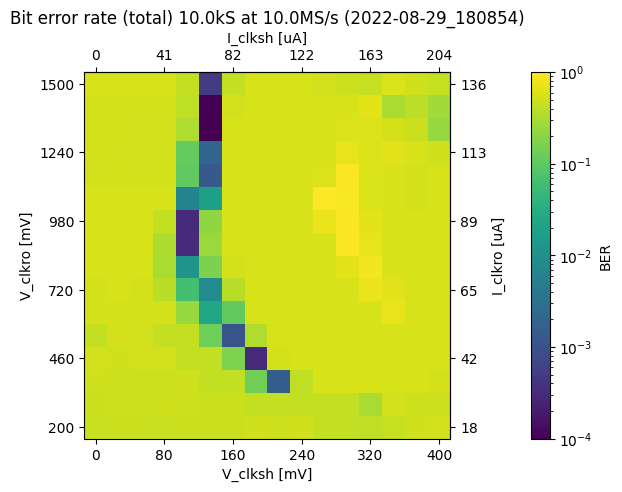 Bit error rate (total) 10.0kS at 10.0MS/s (2022-08-29_180854)
I_clksh [uA]
0 41 82 122 163 204
1500 1240 980 720 460 200
V_clkro [mV]
136 113 89 65 42 18
I_clkro [uA]
0 80 160 240 320 400
V_clksh [mV]
10^0 10^-1 10^-2 10^-3 10^-4
BER